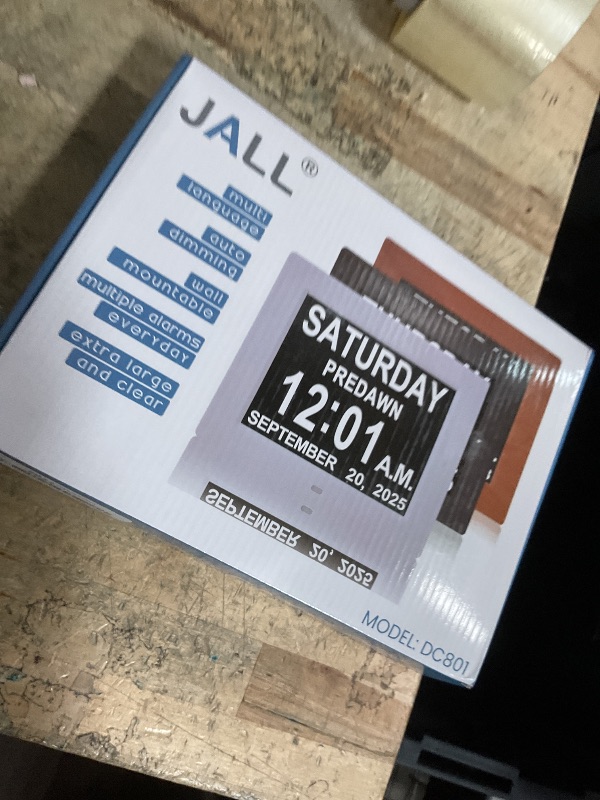 JALL®
multi
language
auto
dimming
wall
mountable
multiple alarms
everyday
extra large
and clear
SATURDAY
PREDAWN
12:01 A.M.
SEPTEMBER 20, 2025
SEPTEMBER 20, 2025
MODEL: DC801